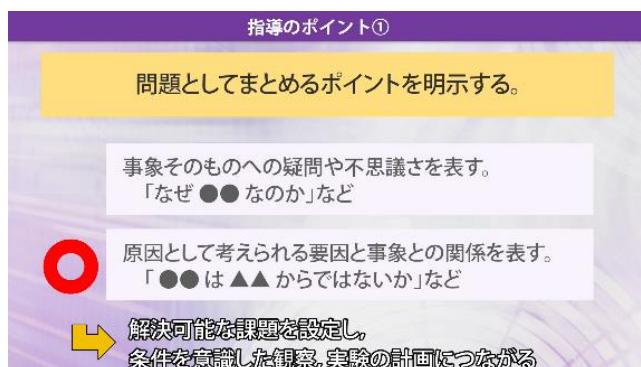 指導のポイント①
問題としてまとめるポイントを明示する。
事象そのものへの疑問や不思議さを表す。
「なぜ ●● なのか」など
原因として考えられる要因と事象との関係を表す。
「 ●● は ▲▲ からではないか」など
解決可能な課題を設定し,
条件を意識した観察,実験の計画につながる